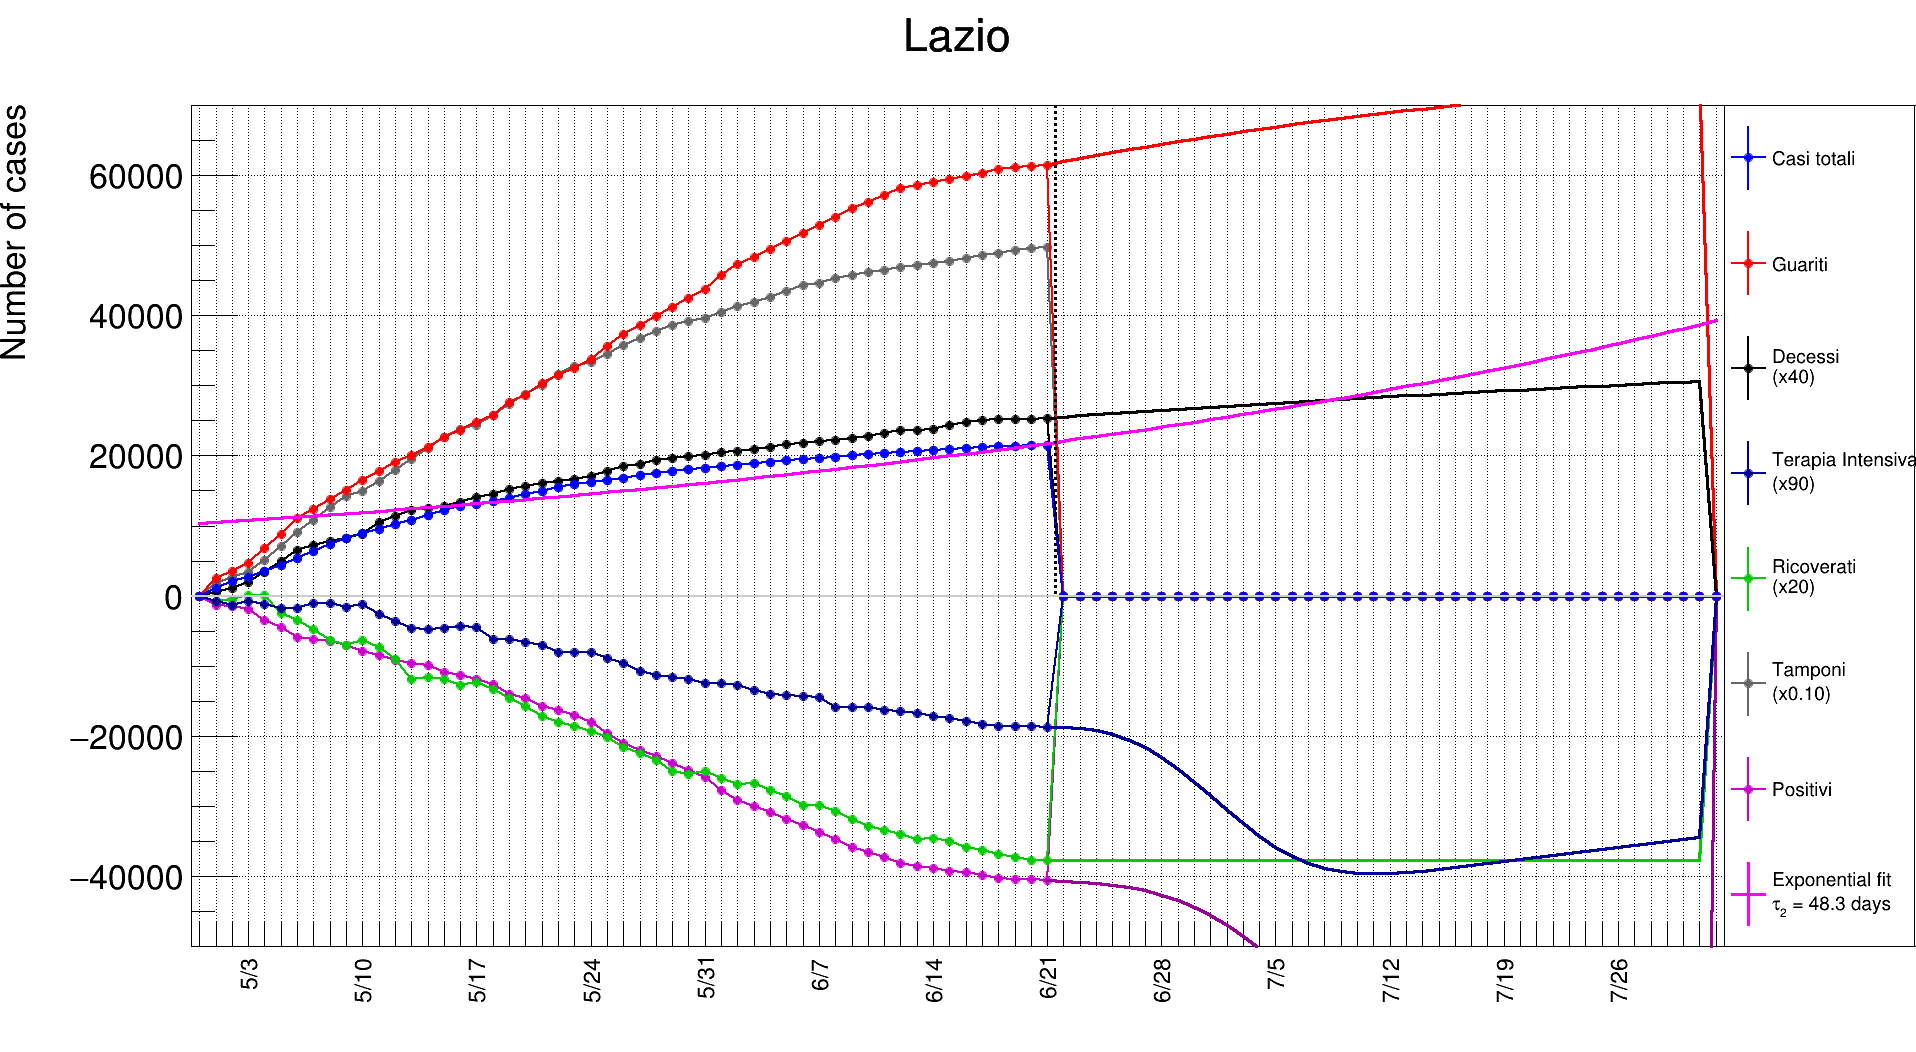 Lazio
Number of cases
60000
40000
20000
0
−20000
−40000
5/3
5/10
5/17
5/24
5/31
6/7
6/14
6/21
6/28
7/5
7/12
7/19
7/26
Casi totali
Guariti
Decessi
(x40)
Terapia Intensiva
(x90)
Ricoverati
(x20)
Tamponi
(x0.10)
Positivi
Exponential fit
τ2 = 48.3 days